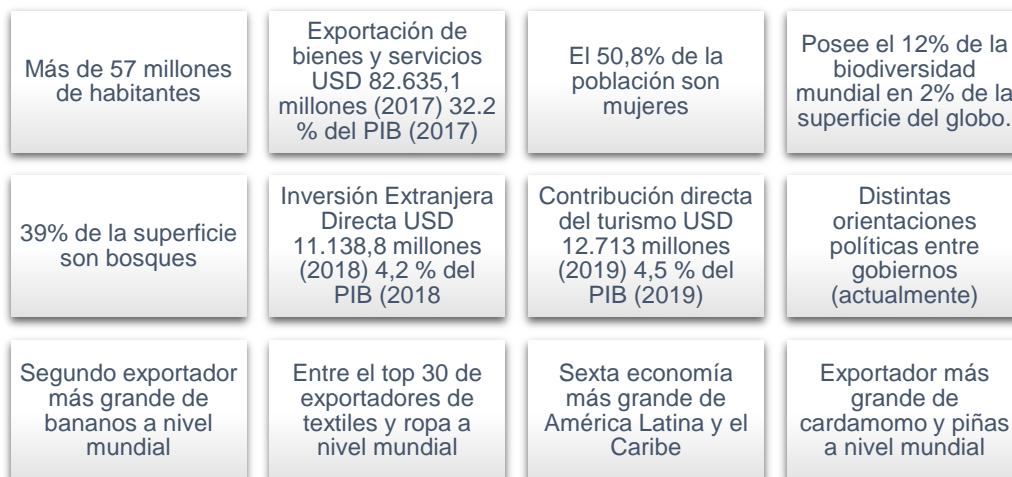 Más de 57 millones
de habitantes
Exportación de
bienes y servicios
USD 82.635,1
millones (2017) 32.2
% del PIB (2017)
El 50,8% de la
población son
mujeres
Posee el 12% de la
biodiversidad
mundial en 2% de la
superficie del globo.
39% de la superficie
son bosques
Inversión Extranjera
Directa USD
11.138,8 millones
(2018) 4,2 % del
PIB (2018
Contribución directa
del turismo USD
12.713 millones
(2019) 4,5 % del
PIB (2019)
Distintas
orientaciones
políticas entre
gobiernos
(actualmente)
Segundo exportador
más grande de
bananos a nivel
mundial
Entre el top 30 de
exportadores de
textiles y ropa a
nivel mundial
Sexta economía
más grande de
América Latina y el
Caribe
Exportador más
grande de
cardamomo y piñas
a nivel mundial